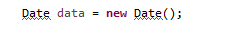 Date data = new Date();